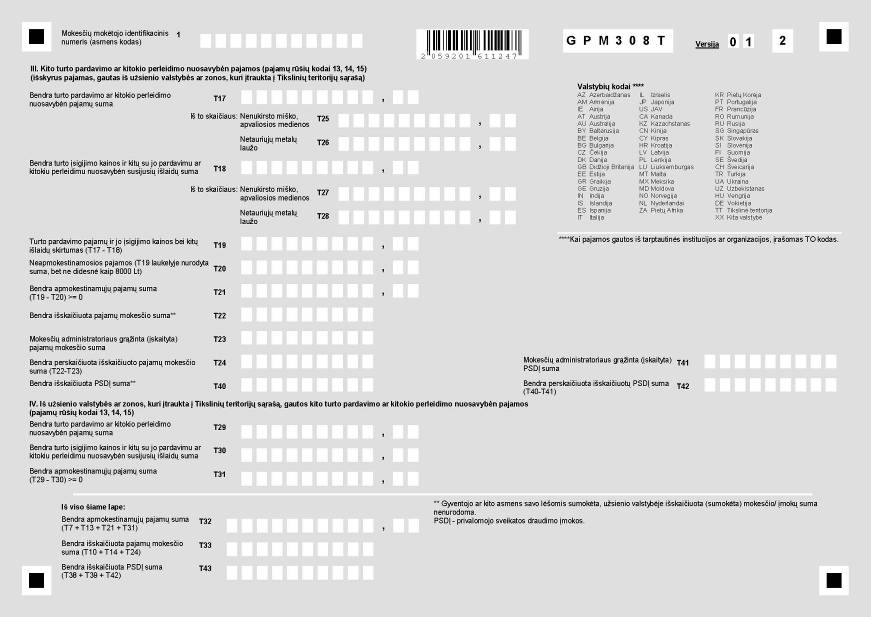 Mokesčių mokėtojo identifikacinis
numeris (asmens kodas)
1
2059201611247
GPM308T
Versija 01 2
III. Kito turto pardavimo ar kitokio perleidimo nuosavybėn pajamos (pajamų rūšių kodai 13, 14, 15)
(išskyrus pajamas, gautas iš užsienio valstybės ar zonos, kuri įtraukta į Tikslinių teritorijų sąrašą)
Bendra turto pardavimo ar kitokio perleidimo
nuosavybėn pajamų suma
T17 ,
Iš to skaičiaus: Nenukirsto miško,
apvaliosios medienos
T25 ,
Netauriųjų metalų
laužo
T26 ,
Bendra turto įsigijimo kainos ir kitų su jo pardavimu ar
kitokiu perleidimu nuosavybėn susijusių išlaidų suma
T18 ,
Iš to skaičiaus: Nenukirsto miško,
apvaliosios medienos
T27 ,
Netauriųjų metalų
laužo
T28 ,
Turto pardavimo pajamų ir jo įsigijimo kainos bei kitų
išlaidų skirtumas (T17 - T18)
T19 ,
Neapmokestinamosios pajamos (T19 laukelyje nurodyta
suma, bet ne didesnė kaip 8000 Lt)
T20 ,
Bendra apmokestinamųjų pajamų suma
(T19 - T20) >= 0
T21 ,
Bendra išskaičiuota pajamų mokesčio suma**
T22
Mokesčių administratoriaus grąžinta (įskaityta)
pajamų mokesčio suma
T23
Bendra perskaičiuota išskaičiuoto pajamų mokesčio
suma (T22-T23)
T24
Bendra išskaičiuota PSDĮ suma**
T40
Valstybių kodai ****
AZ Azerbaidžanas
AM Armėnija
IE Airija
AT Austrija
AU Australija
BY Baltarusija
BE Belgija
BG Bulgarija
CZ Čekija
DK Danija
GB Didžioji Britanija
EE Estija
GR Graikija
GE Gruzija
IN Indija
IS Islandija
ES Ispanija
IT Italija
IL Izraelis
JP Japonija
US JAV
CA Kanada
KZ Kazachstanas
CN Kinija
CY Kipras
HR Kroatija
LV Latvija
PL Lenkija
LU Liuksemburgas
MT Malta
MX Meksika
MD Moldova
NO Norvegija
NL Nyderlandai
ZA Pietų Afrika
KR Pietų Korėja
PT Portugalija
FR Prancūzija
RO Rumunija
RU Rusija
SG Singapūras
SK Slovakija
SI Slovėnija
FI Suomija
SE Švedija
CH Šveicarija
TR Turkija
UA Ukraina
UZ Uzbekistanas
HU Vengrija
DE Vokietija
TT Tikslinė teritorija
XX Kita valstybė
****Kai pajamos gautos iš tarptautinės institucijos ar organizacijos, įrašomas TO kodas.
Mokesčių administratoriaus grąžinta (įskaityta)
PSDĮ suma
T41
Bendra perskaičiuota išskaičiuotų PSDĮ suma
(T40-T41)
T42
IV. Iš užsienio valstybės ar zonos, kuri įtraukta į Tikslinių teritorijų sąrašą, gautos kito turto pardavimo ar kitokio perleidimo nuosavybėn pajamos
(pajamų rūšių kodai 13, 14, 15)
Bendra turto pardavimo ar kitokio perleidimo
nuosavybėn pajamų suma
T29 ,
Bendra turto įsigijimo kainos ir kitų su jo pardavimu ar
kitokiu perleidimu nuosavybėn susijusių išlaidų suma
T30 ,
Bendra apmokestinamųjų pajamų suma
(T29 - T30) >= 0
T31 ,
Iš viso šiame lape:
Bendra apmokestinamųjų pajamų suma
(T7 + T13 + T21 + T31)
T32 ,
Bendra išskaičiuota pajamų mokesčio
suma (T10 + T14 + T24)
T33
Bendra išskaičiuota PSDĮ suma
(T38 + T39 + T42)
T43
** Gyventojo ar kito asmens savo lėšomis sumokėta, užsienio valstybėje išskaičiuota (sumokėta) mokesčio/ įmokų suma
nenurodoma.
PSDĮ - privalomojo sveikatos draudimo įmokos.